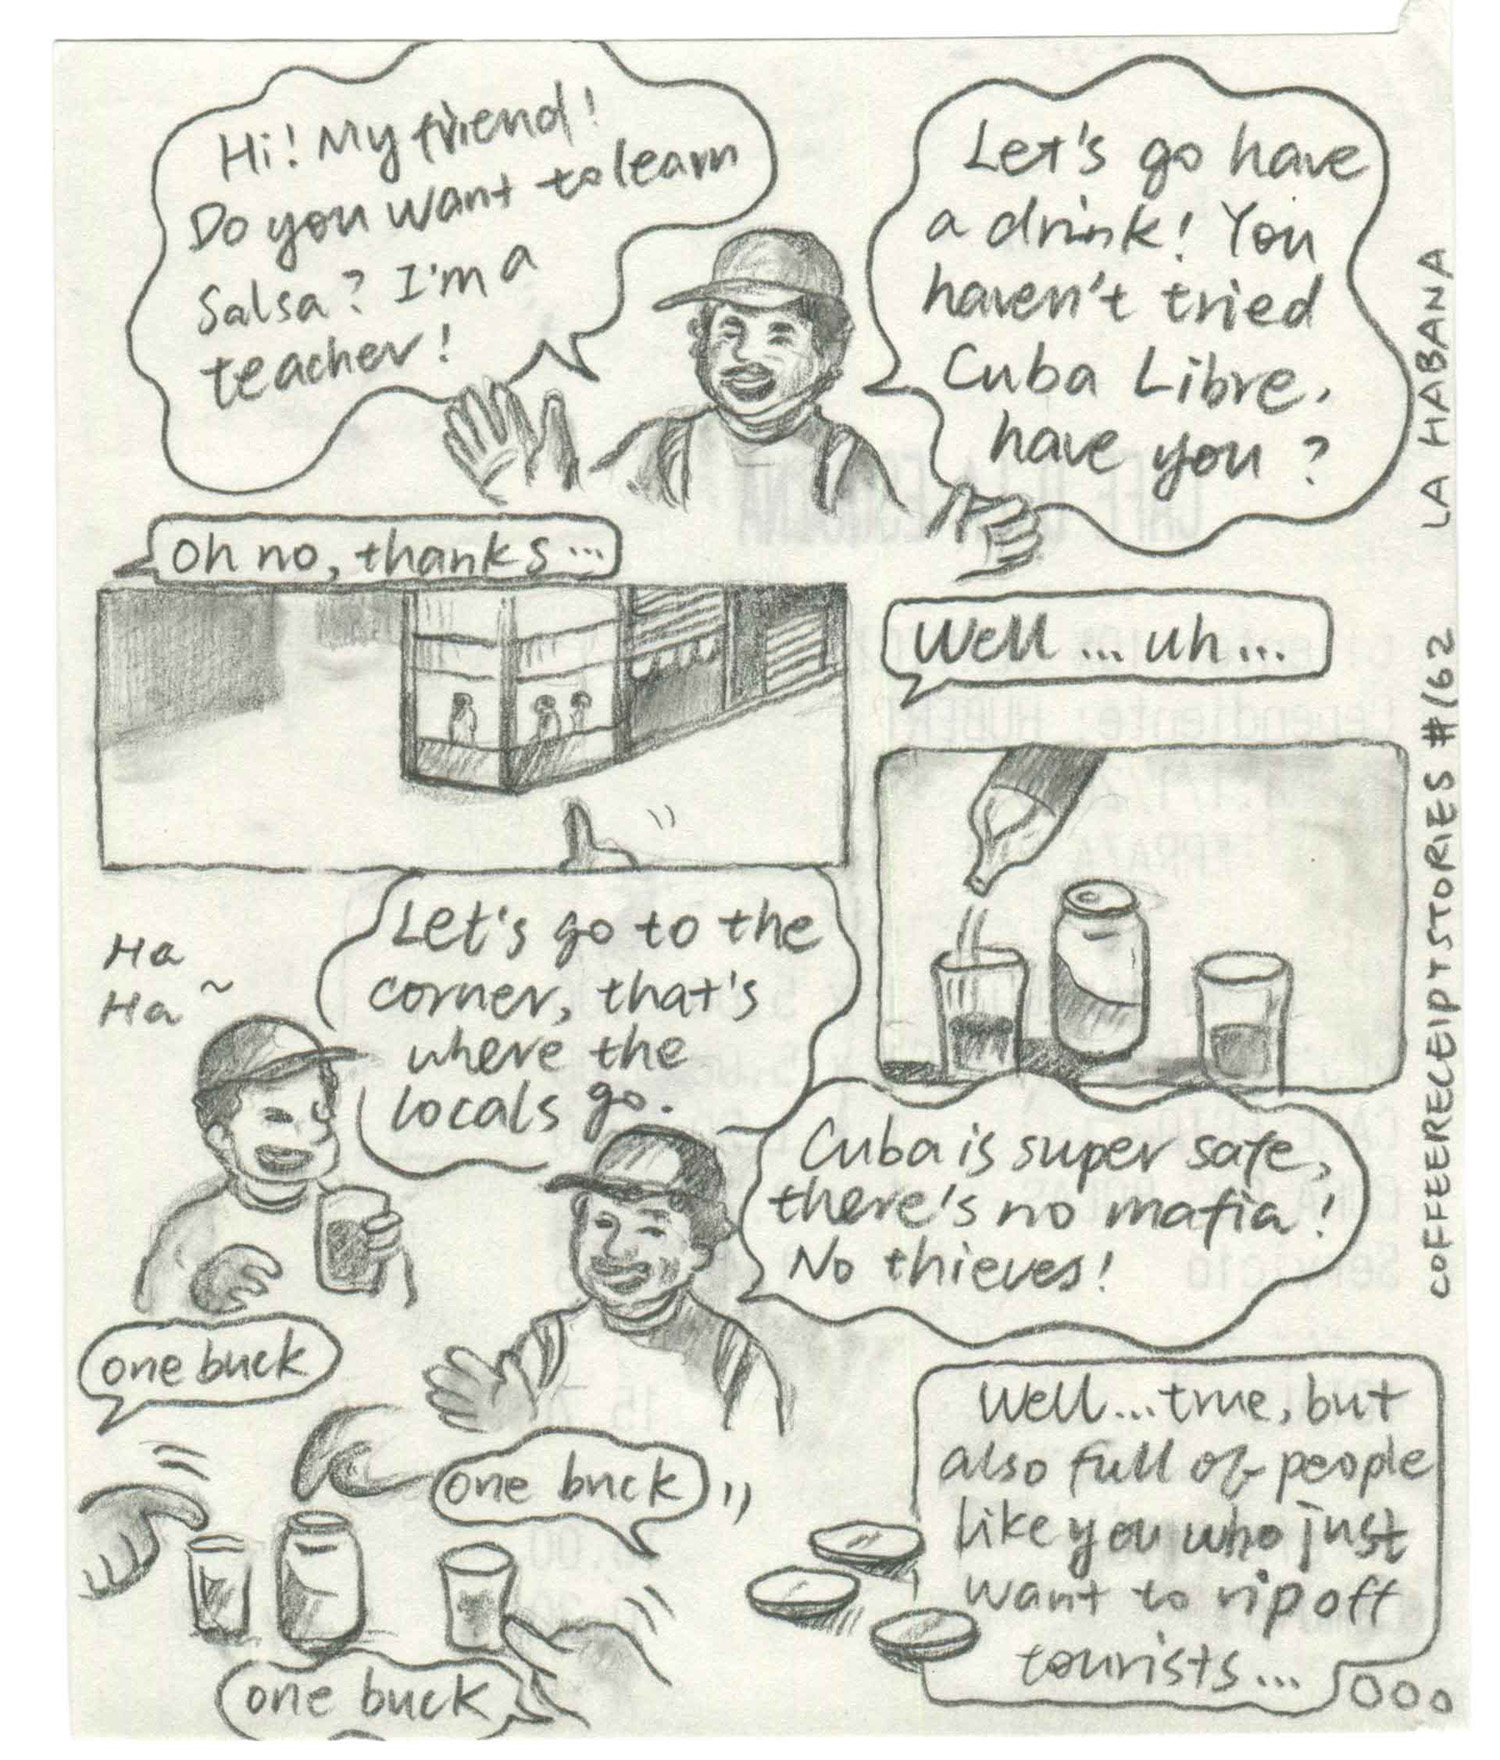 Hi! My friend!
Do you want to learn
Salsa? I'm a
teacher!
Let's go have
a drink! You
haven't tried
Cuba Libre,
have you?
Oh no, thanks...
Well... uh...
Let's go to the
corner, that's
where the
locals go.
Ha
Ha~
Cuba is super safe,
there's no mafia!
No thieves!
one buck
one buck
one buck
Well... true, but
also full of people
like you who just
want to rip off
tourists...
COFFEERECEIPTSTORIES #162
LA HABANA